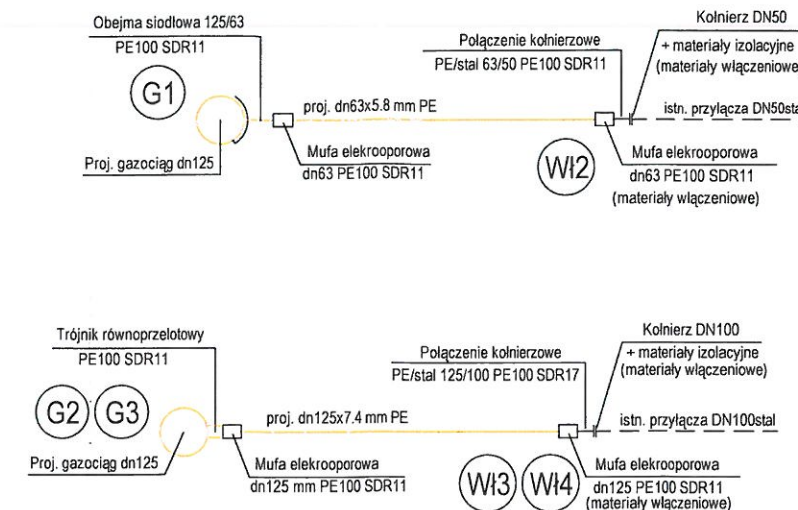 Obejma siodłowa 125/63
PE100 SDR11
G1
Proj. gazociąg dn125
proj. dn63x5.8 mm PE
Mufa elekrooporowa
dn63 PE100 SDR11
Połączenie kołnierzowe
PE/stal 63/50 PE100 SDR11
Kołnierz DN50
+ materiały izolacyjne
(materiały włączeniowe
istn. przyłącza DN50sta
Wł2
Mufa elekrooporowa
dn63 PE100 SDR11
(materiały włączeniowe)
Trójnik równoprzelotowy
PE100 SDR11
G2
G3
Proj. gazociąg dn125
proj. dn125x7.4 mm PE
Mufa elekrooporowa
dn125 mm PE100 SDR11
Połączenie kołnierzowe
PE/stal 125/100 PE100 SDR17
Kołnierz DN100
+ materiały izolacyjne
(materiały włączeniowe)
istn. przyłącza DN100stal
Wł3
Wł4
Mufa elekrooporowa
dn125 PE100 SDR11
(materiały włączeniowe)